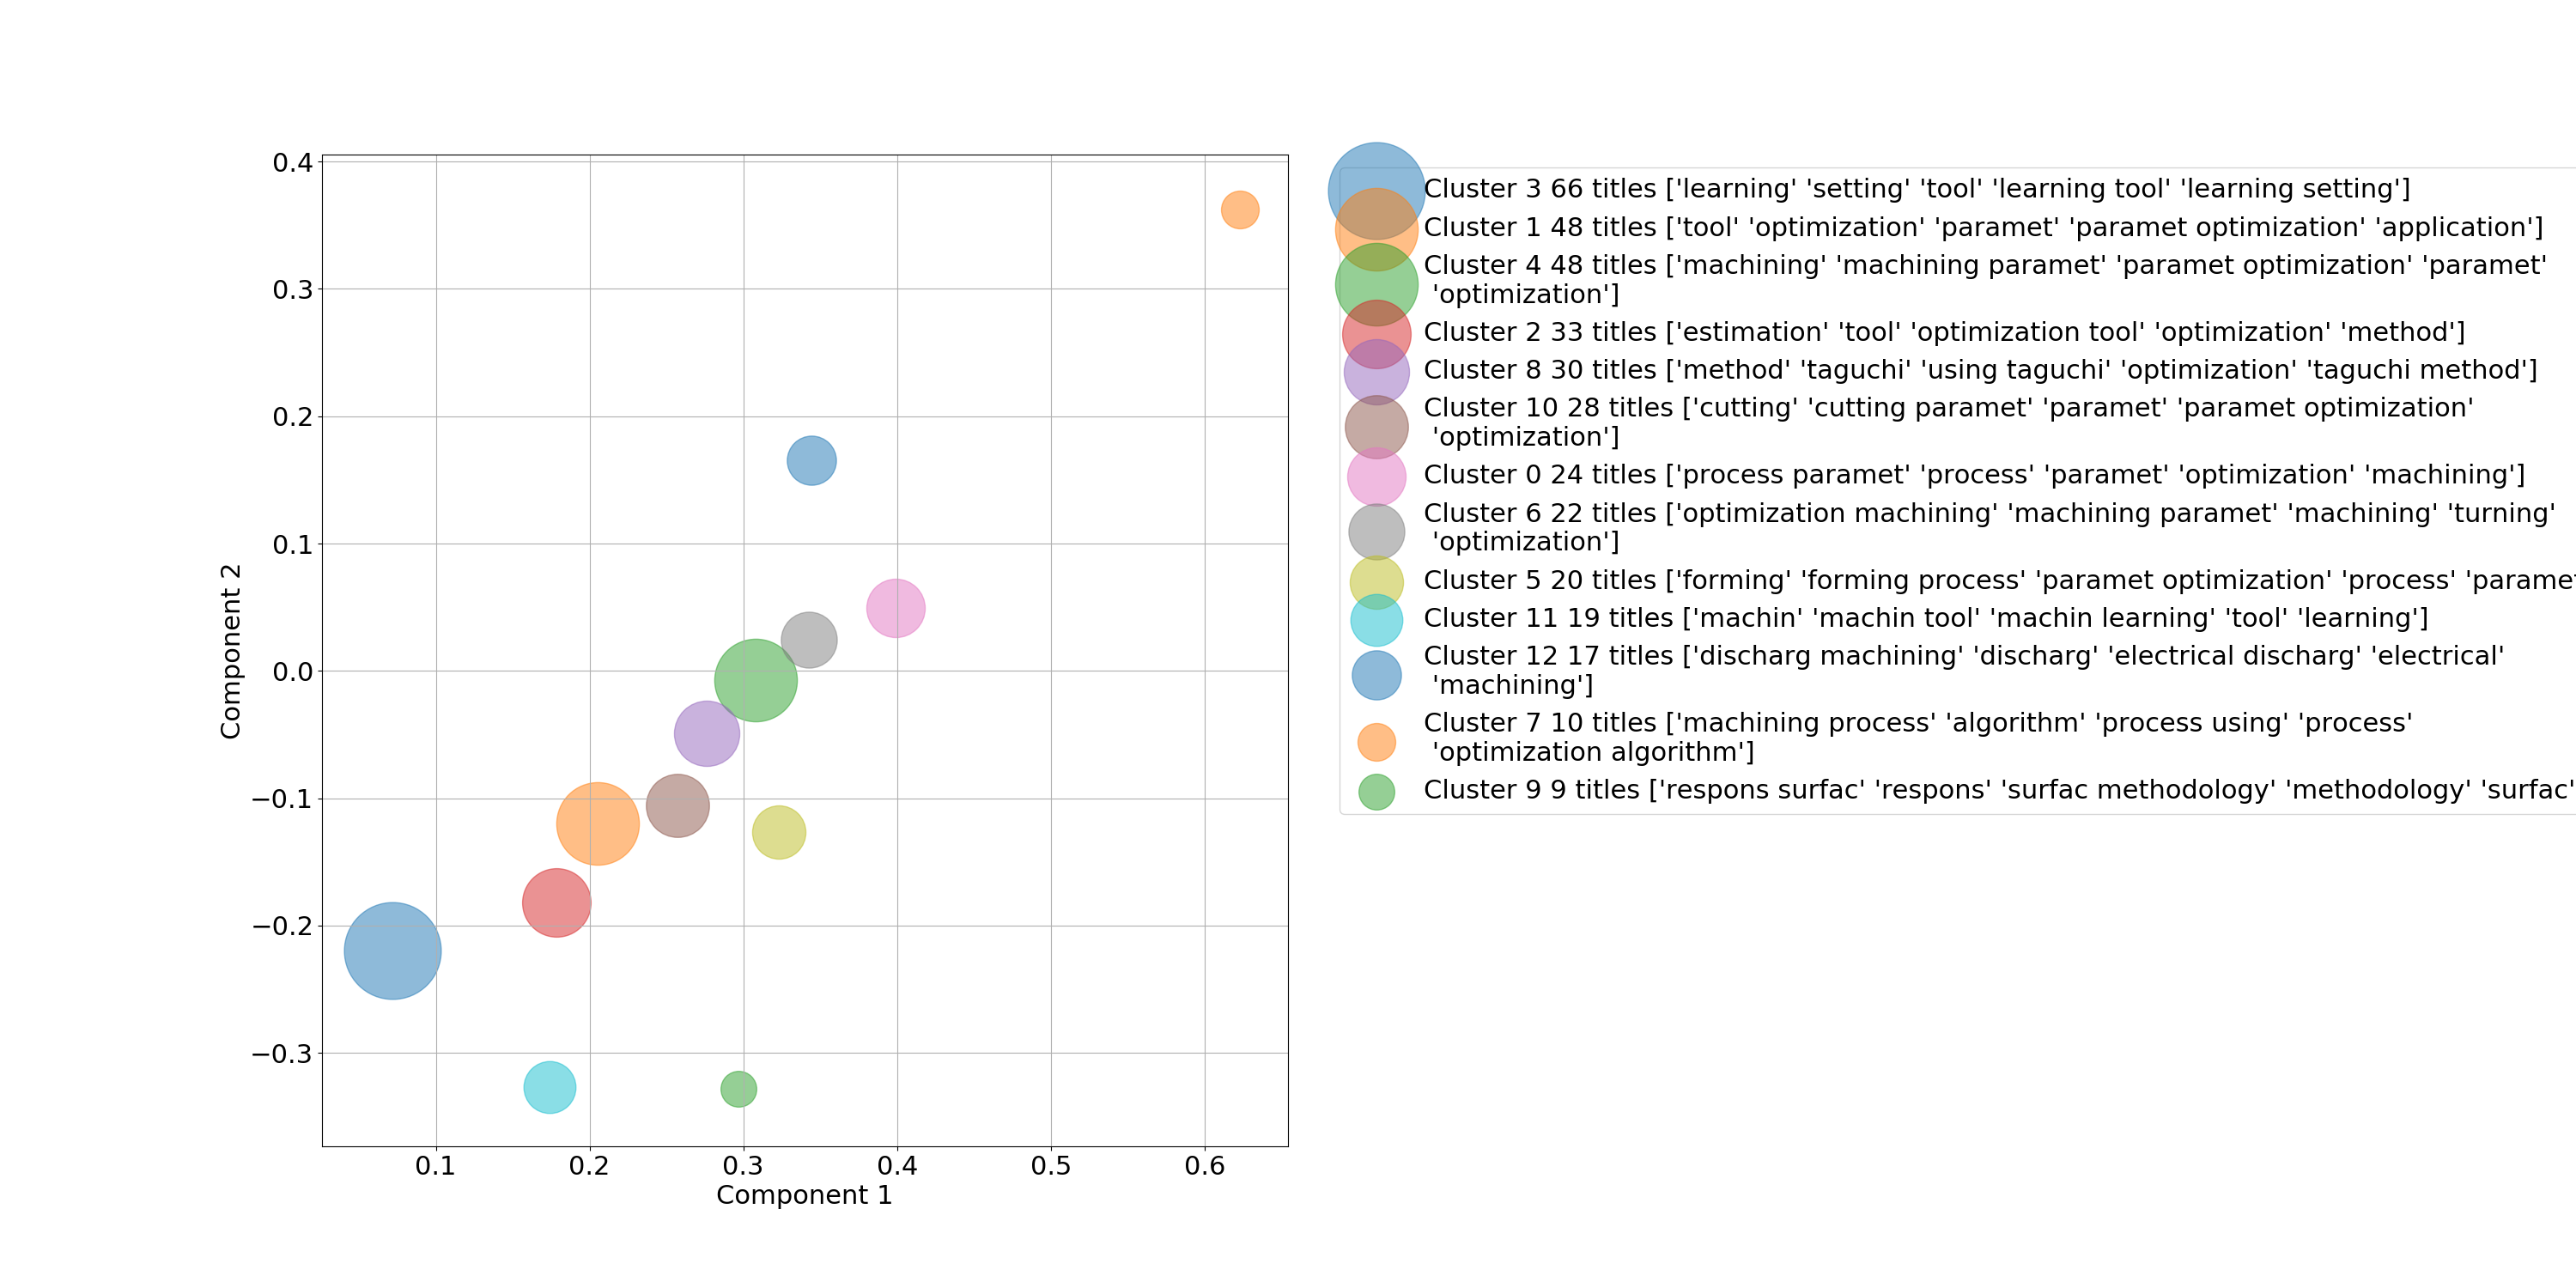 0.4
0.3
0.2
0.1
0.0
−0.1
−0.2
−0.3
Component 2
0.1 0.2 0.3 0.4 0.5 0.6
Component 1
Cluster 3 66 titles ['learning' 'setting' 'tool' 'learning tool' 'learning setting']
Cluster 1 48 titles ['tool' 'optimization' 'paramet' 'paramet optimization' 'application']
Cluster 4 48 titles ['machining' 'machining paramet' 'paramet optimization' 'paramet'
'optimization']
Cluster 2 33 titles ['estimation' 'tool' 'optimization tool' 'optimization' 'method']
Cluster 8 30 titles ['method' 'taguchi' 'using taguchi' 'optimization' 'taguchi method']
Cluster 10 28 titles ['cutting' 'cutting paramet' 'paramet' 'paramet optimization'
'optimization']
Cluster 0 24 titles ['process paramet' 'process' 'paramet' 'optimization' 'machining']
Cluster 6 22 titles ['optimization machining' 'machining paramet' 'machining' 'turning'
'optimization']
Cluster 5 20 titles ['forming' 'forming process' 'paramet optimization' 'process' 'paramet
Cluster 11 19 titles ['machin' 'machin tool' 'machin learning' 'tool' 'learning']
Cluster 12 17 titles ['discharg machining' 'discharg' 'electrical discharg' 'electrical'
'machining']
Cluster 7 10 titles ['machining process' 'algorithm' 'process using' 'process'
'optimization algorithm']
Cluster 9 9 titles ['respons surfac' 'respons' 'surfac methodology' 'methodology' 'surfac'